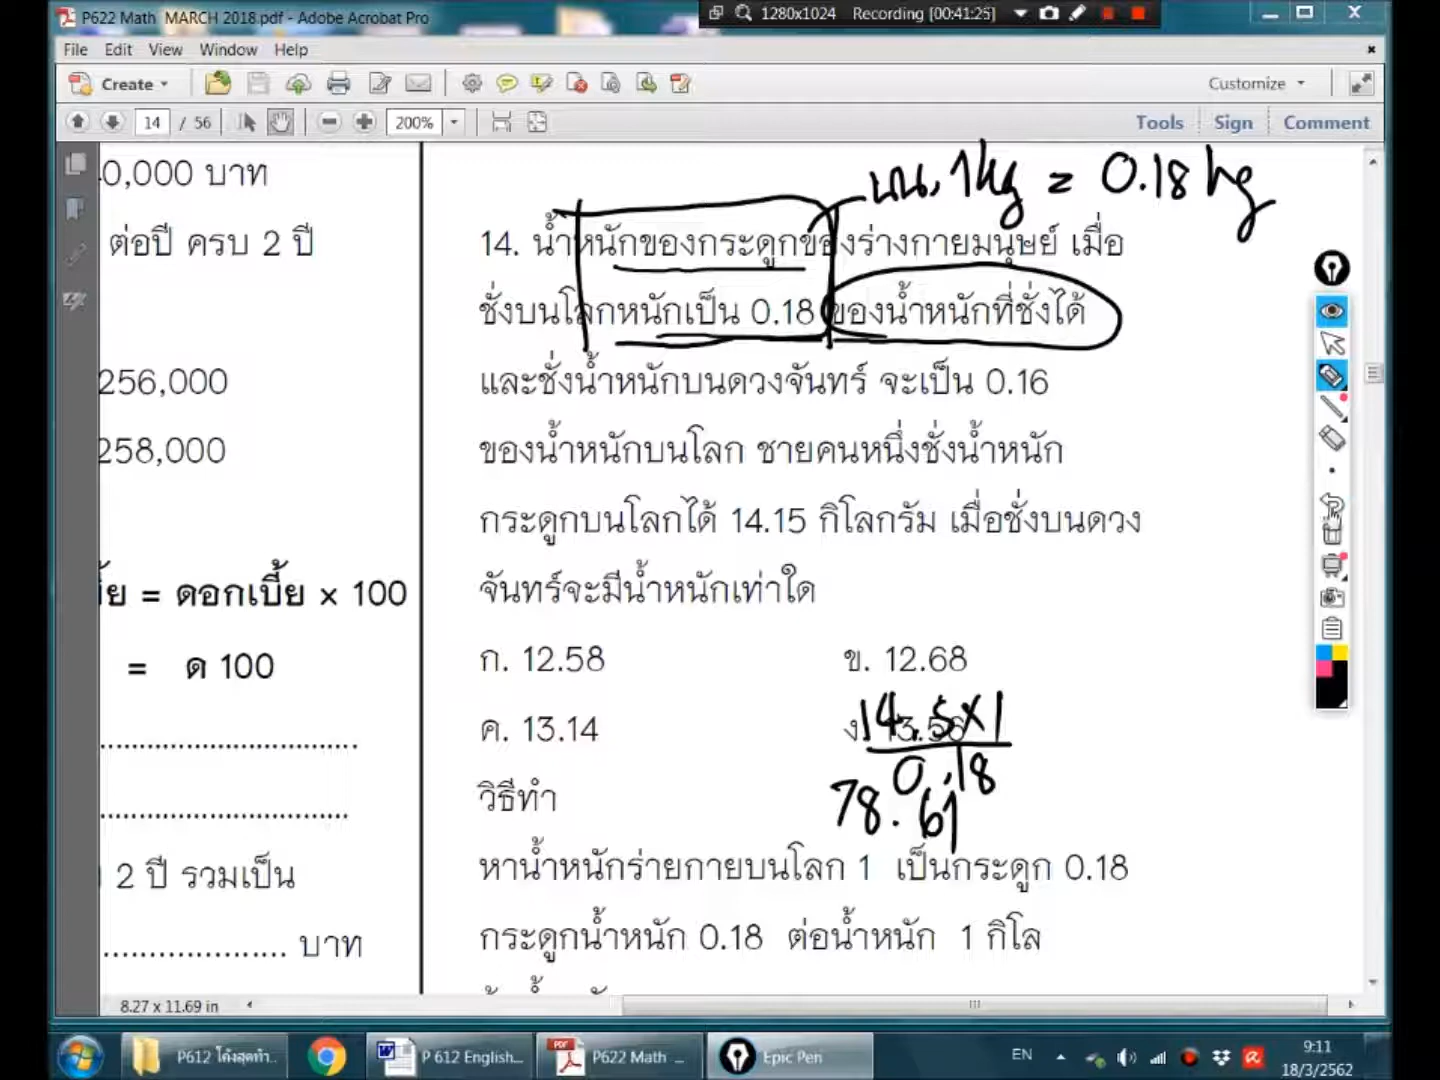 P622 Math MARCH 2018.pdf - Adobe Acrobat Pro
1280x1024 Recording [00:41:25]
File Edit View Window Help
Create
Customize
14 / 56
200%
Tools Sign Comment
0,000 บาท
ต่อปี ครบ 2 ปี
256,000
258,000
= ดอกเบี้ย × 100
= ด 100
2 ปี รวมเป็น
.................... บาท
นน. 1kg = 0.18 kg
14. น้ำหนักของกระดูกของร่างกายมนุษย์ เมื่อ
ชั่งบนโลกหนักเป็น 0.18 ของน้ำหนักที่ชั่งได้
และชั่งน้ำหนักบนดวงจันทร์ จะเป็น 0.16
ของน้ำหนักบนโลก ชายคนหนึ่งชั่งน้ำหนัก
กระดูกบนโลกได้ 14.15 กิโลกรัม เมื่อชั่งบนดวง
จันทร์จะมีน้ำหนักเท่าใด
ก. 12.58 ข. 12.68
ค. 13.14 ง. 13.56
14.5×1
0.18
78.61
วิธีทำ
หาน้ำหนักร่ายกายบนโลก 1 เป็นกระดูก 0.18
กระดูกน้ำหนัก 0.18 ต่อน้ำหนัก 1 กิโล
8.27 x 11.69 in
P612 โค้งสุดท้า...
P 612 English...
P622 Math ...
Epic Pen
EN
9:11
18/3/2562